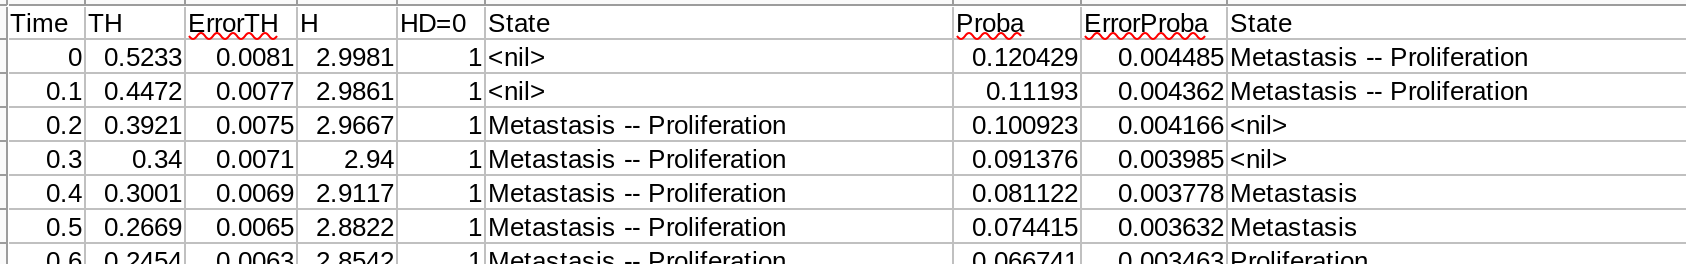 Time TH ErrorTH H HD=0 State Proba ErrorProba State
0 0.5233 0.0081 2.9981 1 <nil> 0.120429 0.004485 Metastasis -- Proliferation
0.1 0.4472 0.0077 2.9861 1 <nil> 0.11193 0.004362 Metastasis -- Proliferation
0.2 0.3921 0.0075 2.9667 1 Metastasis -- Proliferation 0.100923 0.004166 <nil>
0.3 0.34 0.0071 2.94 1 Metastasis -- Proliferation 0.091376 0.003985 <nil>
0.4 0.3001 0.0069 2.9117 1 Metastasis -- Proliferation 0.081122 0.003778 Metastasis
0.5 0.2669 0.0065 2.8822 1 Metastasis -- Proliferation 0.074415 0.003632 Metastasis
0.6 0.2454 0.0063 2.8542 1 Metastasis -- Proliferation 0.066741 0.003463 Proliferation